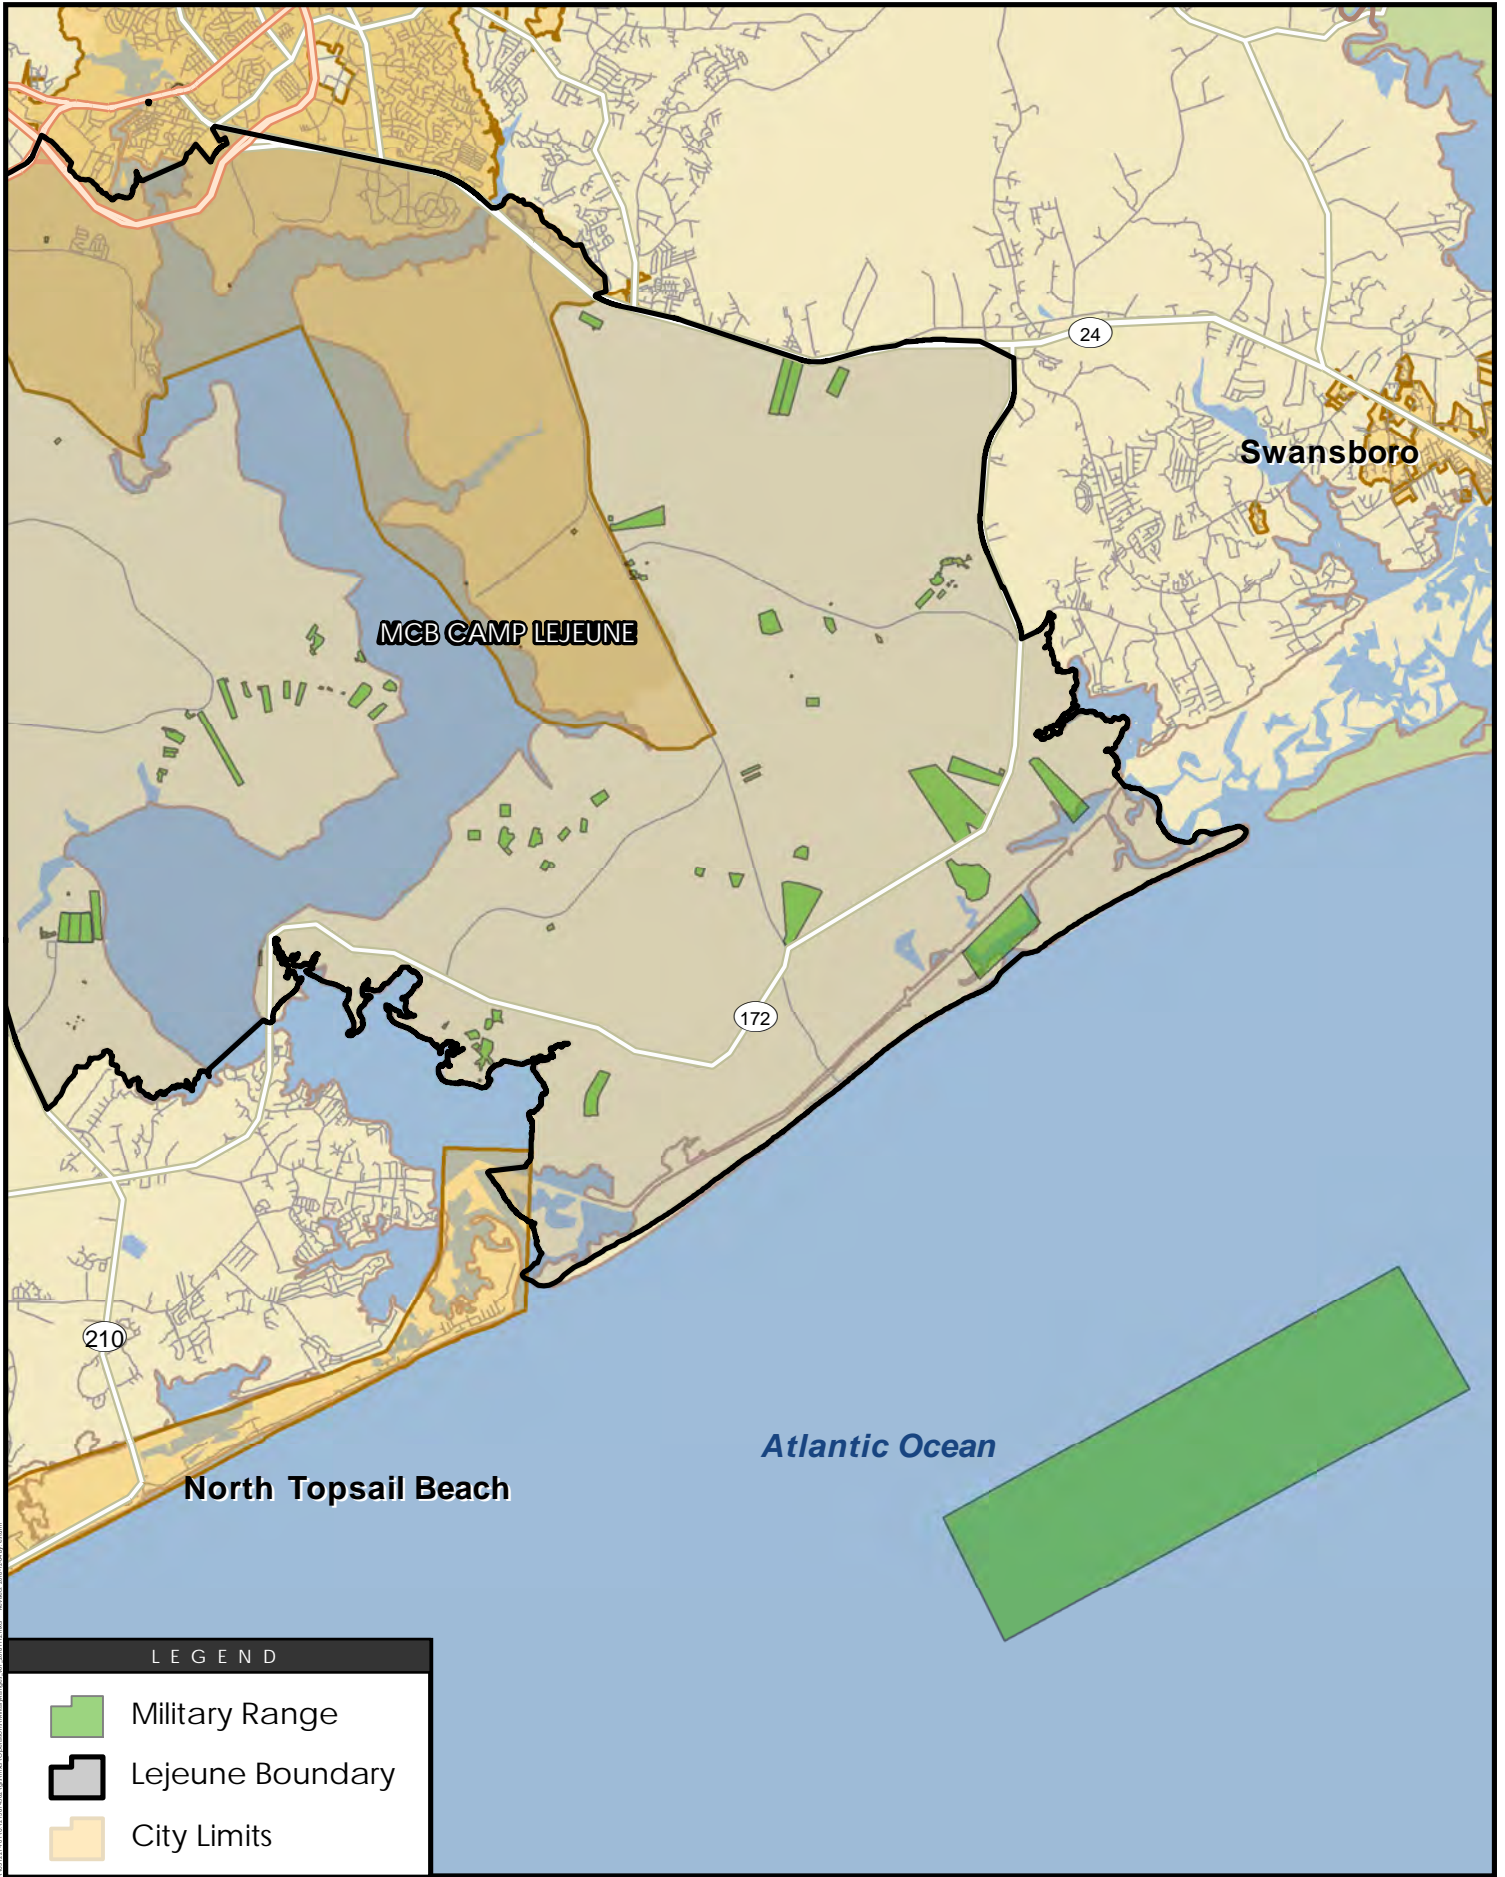 24
Swansboro
MCB CAMP LEJEUNE
172
210
Atlantic Ocean
North Topsail Beach
LEGEND
Military Range
Lejeune Boundary
City Limits